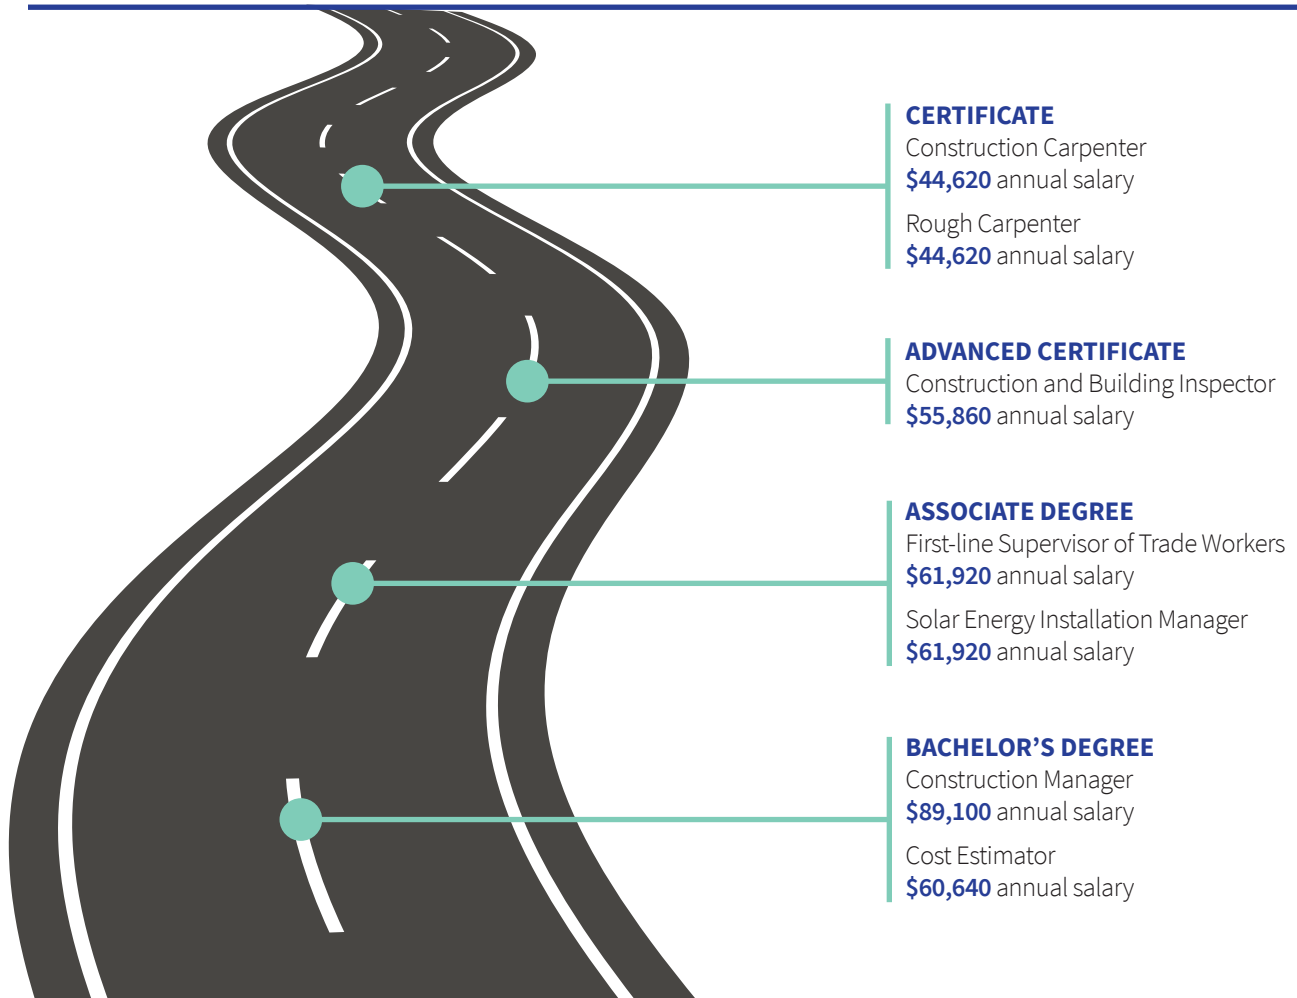 CERTIFICATE
Construction Carpenter
$44,620 annual salary
Rough Carpenter
$44,620 annual salary
ADVANCED CERTIFICATE
Construction and Building Inspector
$55,860 annual salary
ASSOCIATE DEGREE
First-line Supervisor of Trade Workers
$61,920 annual salary
Solar Energy Installation Manager
$61,920 annual salary
BACHELOR’S DEGREE
Construction Manager
$89,100 annual salary
Cost Estimator
$60,640 annual salary